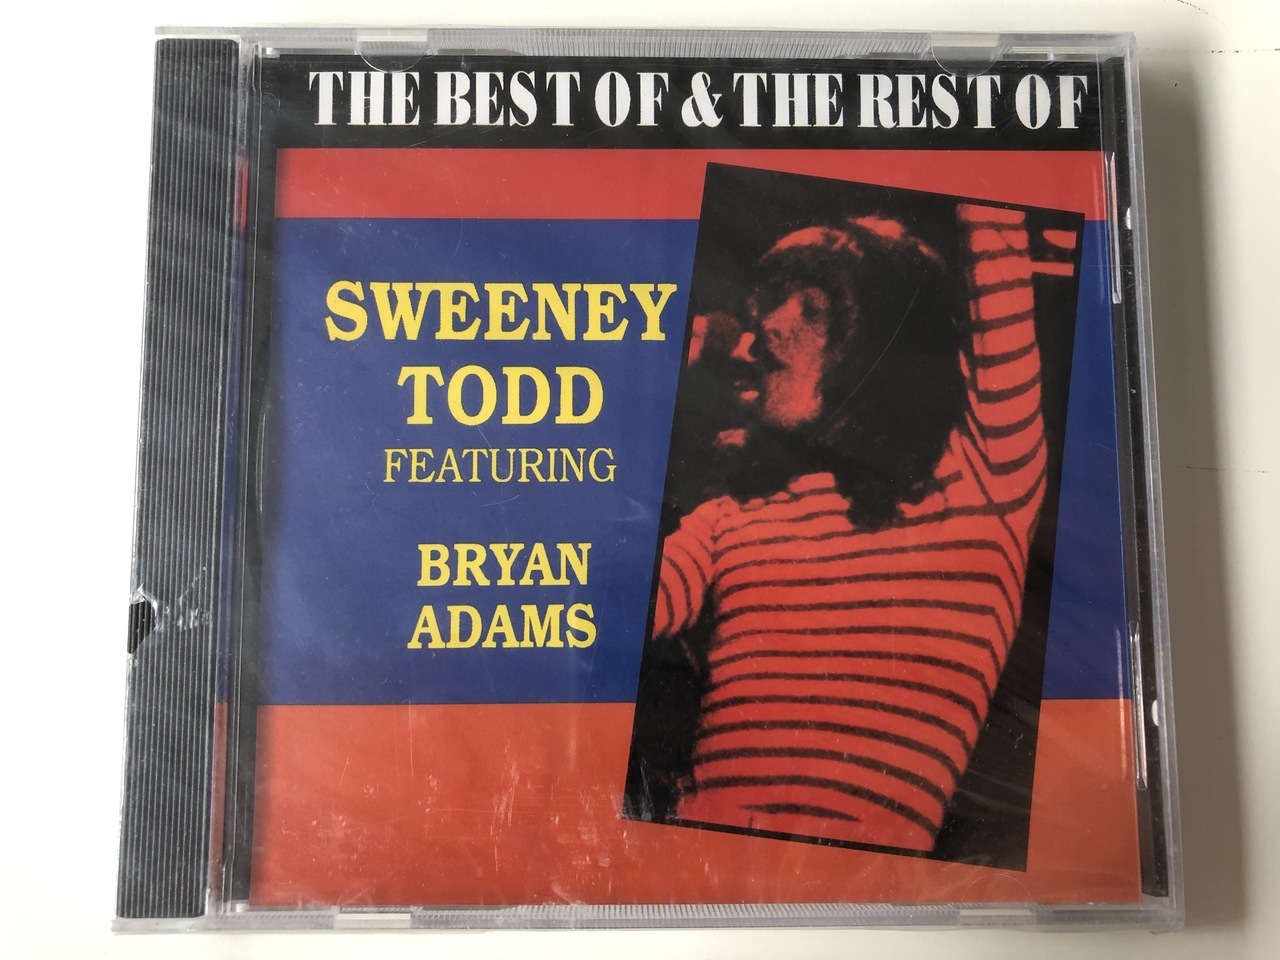 THE BEST OF & THE REST OF
SWEENEY
TODD
FEATURING
BRYAN
ADAMS